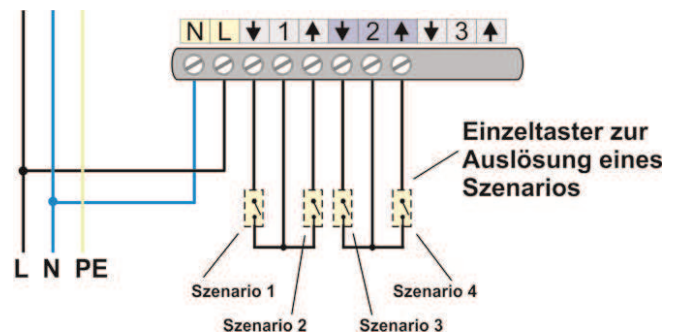 N L ↓ 1 ↑ ↓ 2 ↑ ↓ 3 ↑
Einzeltaster zur
Auslösung eines
Szenarios
L N PE
Szenario 1
Szenario 4
Szenario 2
Szenario 3